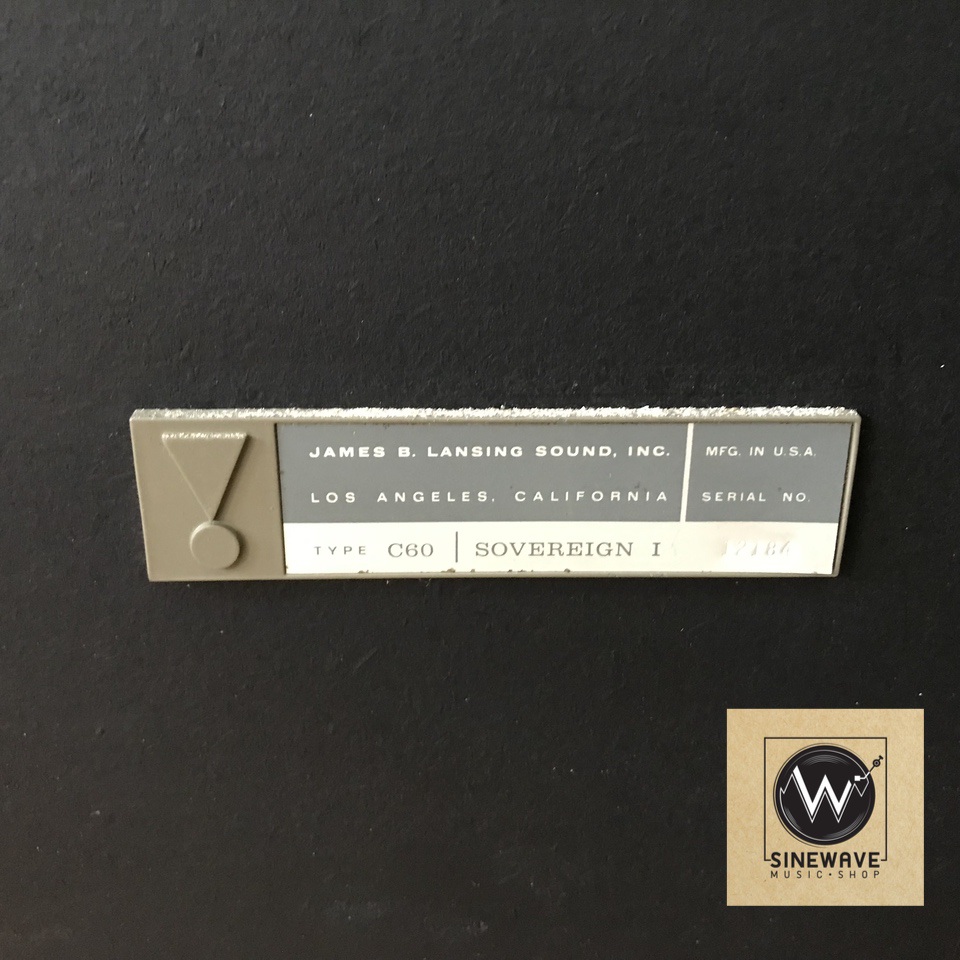 JAMES B. LANSING SOUND, INC.
LOS ANGELES, CALIFORNIA
MFG. IN U.S.A.
SERIAL NO.
TYPE C60 | SOVEREIGN I
W
SINEWAVE
MUSIC·SHOP